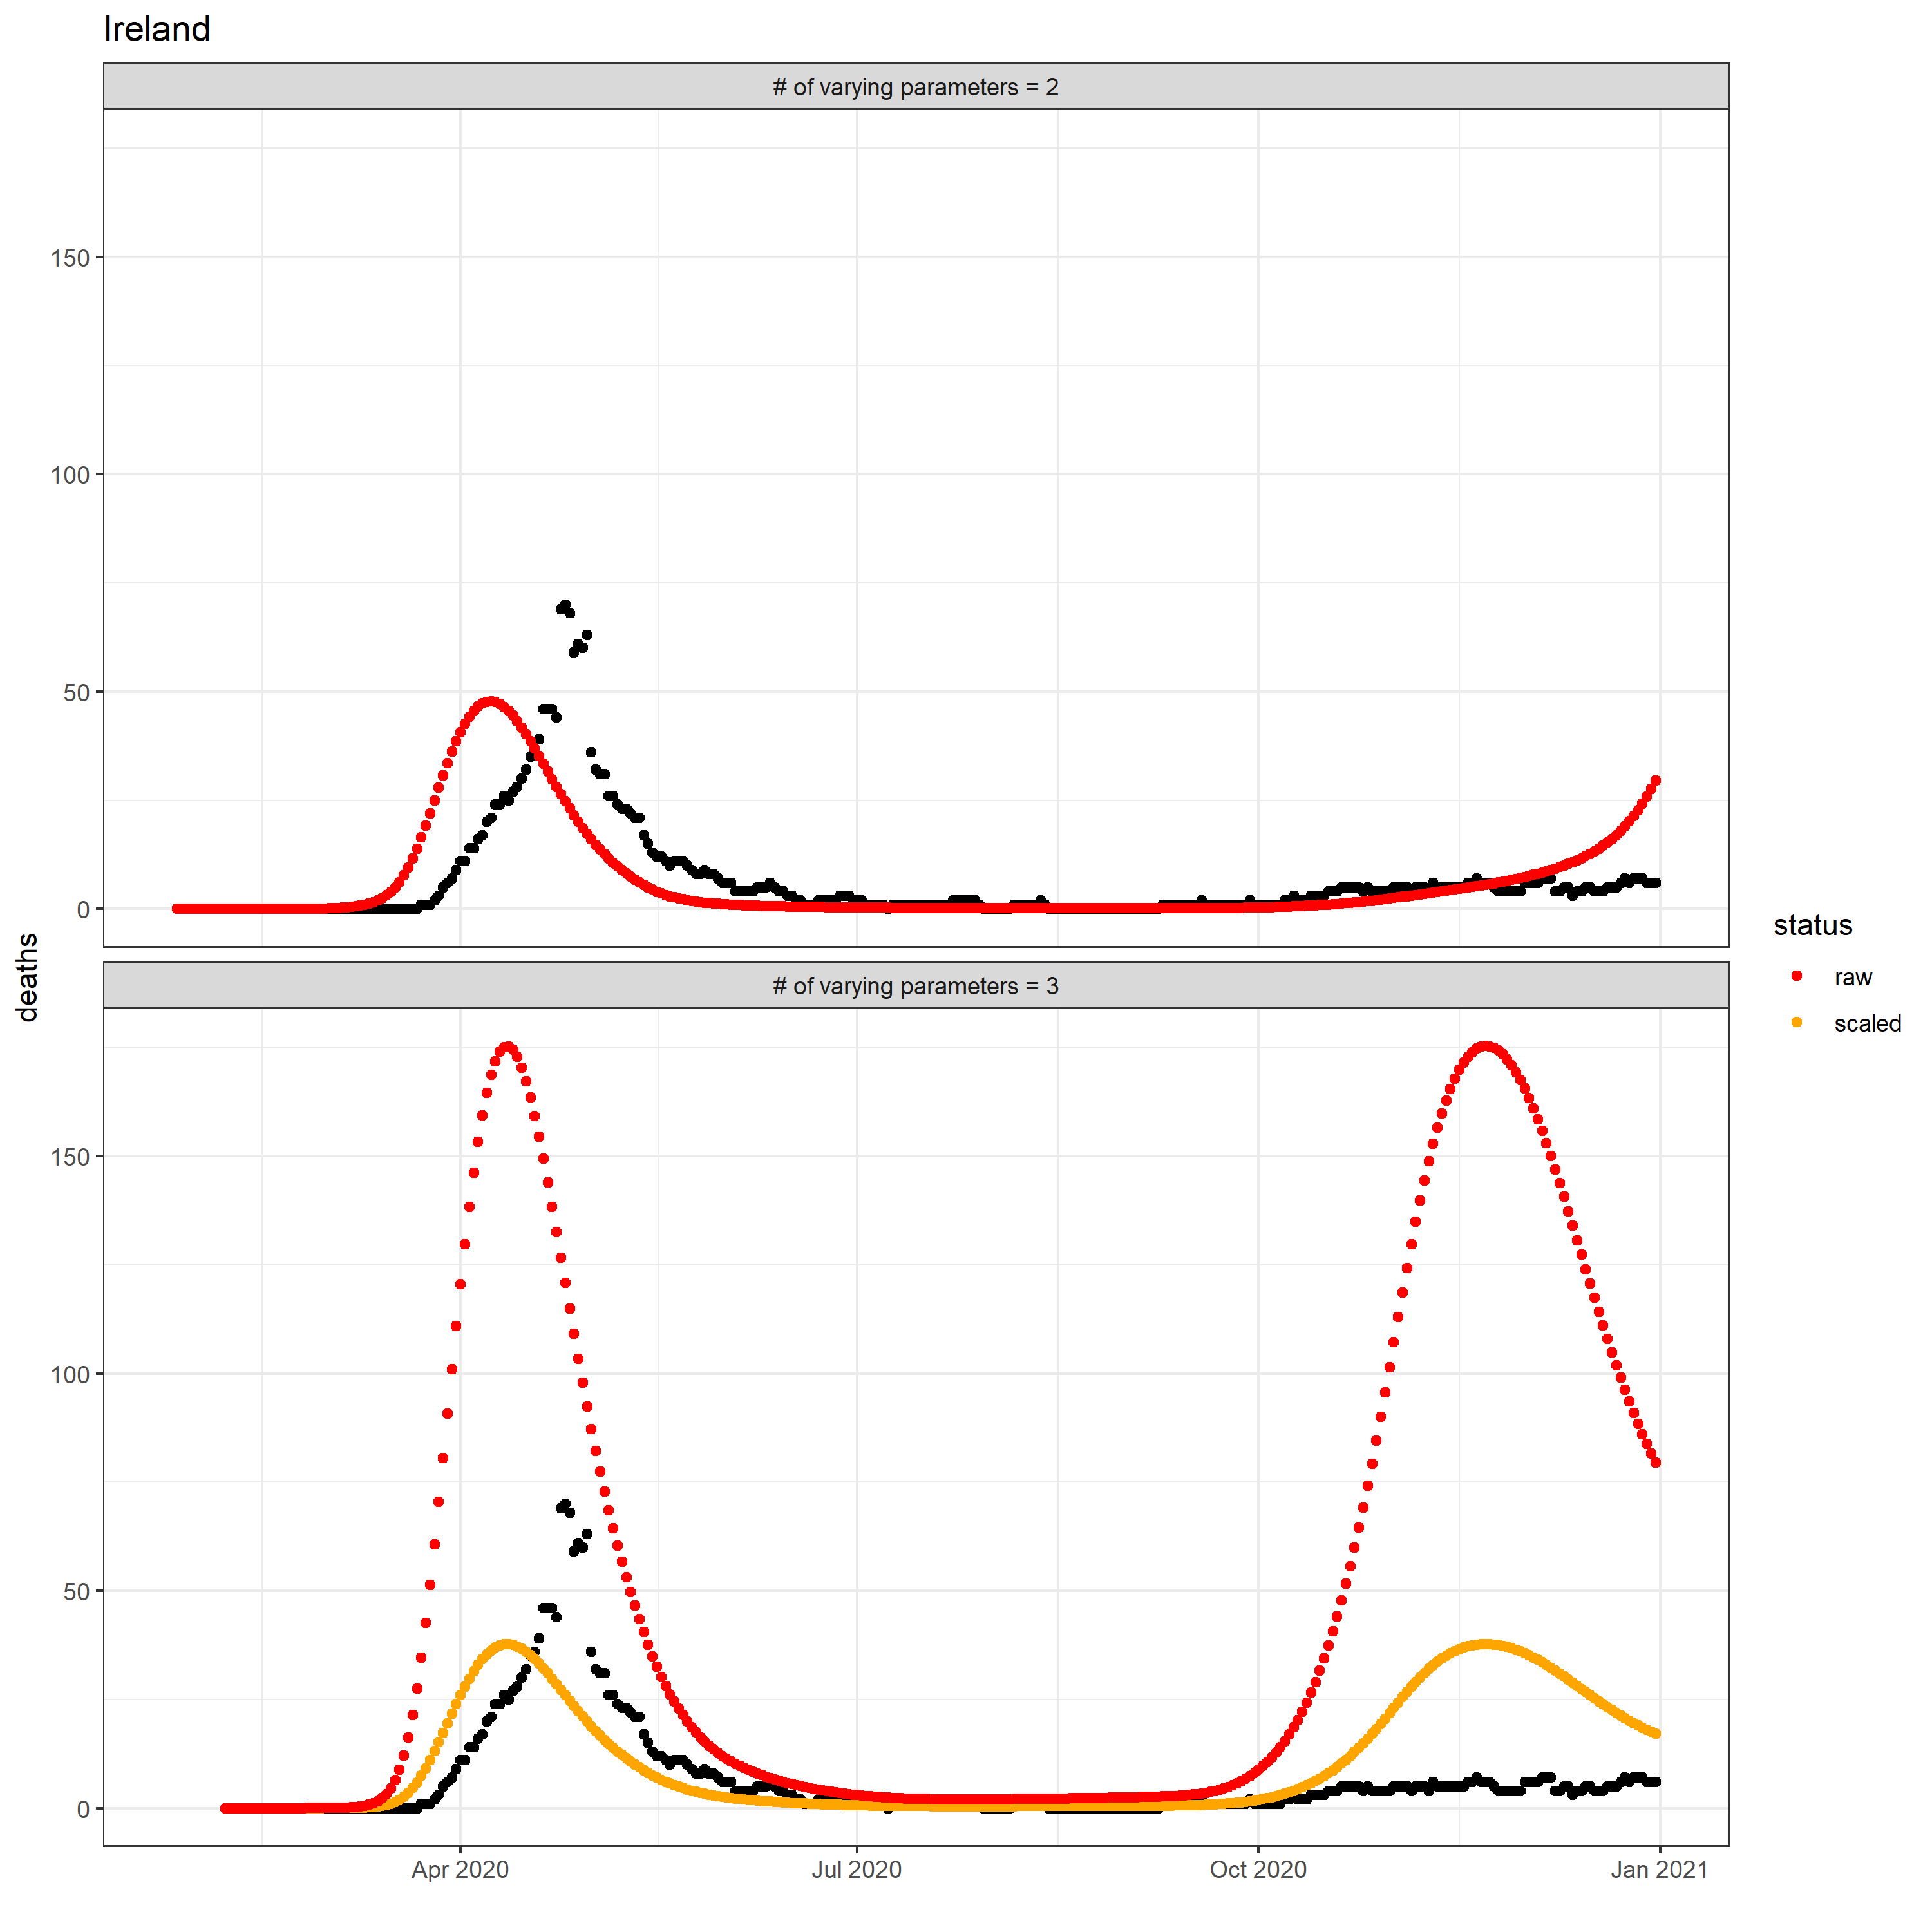 Ireland
# of varying parameters = 2
150
100
50
0
# of varying parameters = 3
150
100
50
0
deaths
Apr 2020
Jul 2020
Oct 2020
Jan 2021
status
raw
scaled